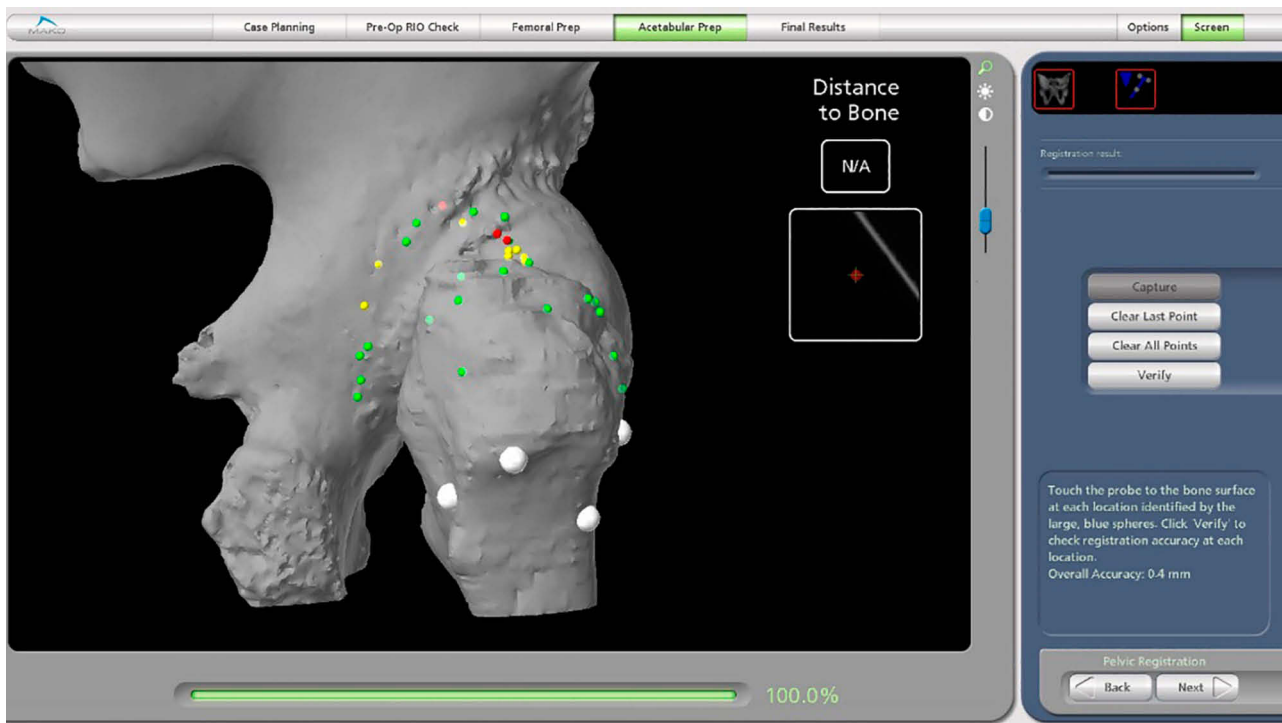 MAKO
Case Planning
Pre-Op RIO Check
Femoral Prep
Acetabular Prep
Final Results
Options
Screen
Distance
to Bone
N/A
Registration result:
Capture
Clear Last Point
Clear All Points
Verify
Touch the probe to the bone surface
at each location identified by the
large, blue spheres. Click 'Verify' to
check registration accuracy at each
location.
Overall Accuracy: 0.4 mm
Pelvic Registration
Back
Next
100.0%